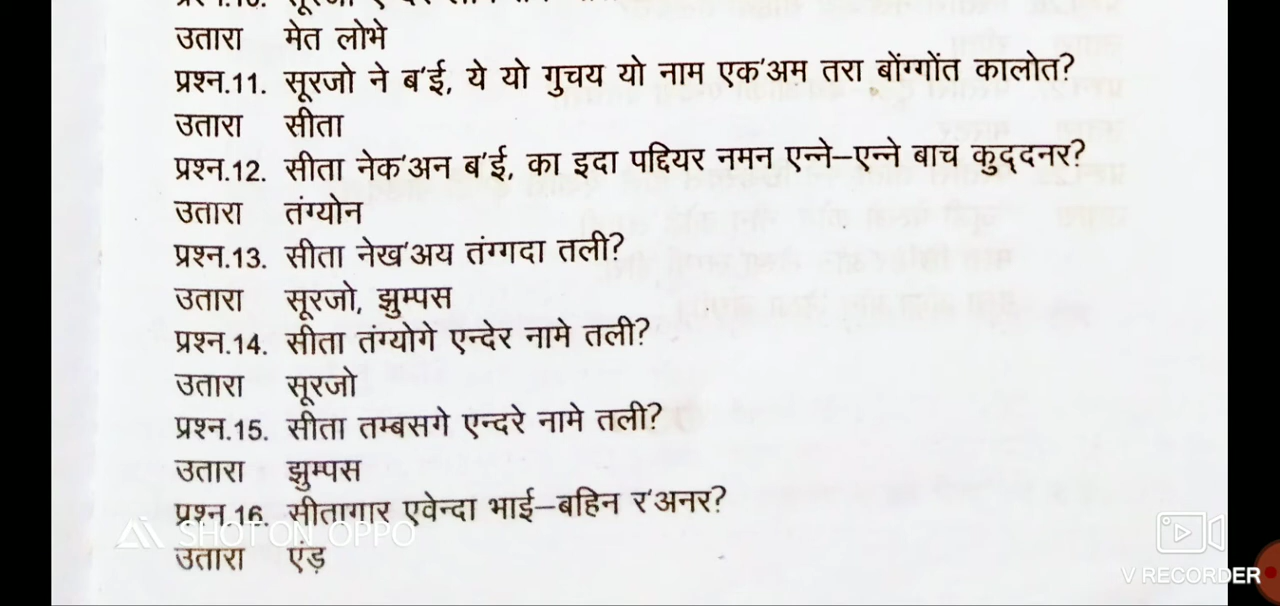 उतारा मेत लोभे
प्रश्न.11. सूरजो ने ब'ई, ये यो गुचय यो नाम एक'अम तरा बोंग्गोंत कालोत?
उतारा सीता
प्रश्न.12. सीता नेक'अन ब'ई, का इदा पद्दियर नमन एन्ने–एन्ने बाच कुद्दनर?
उतारा तंग्योन
प्रश्न.13. सीता नेख'अय तंग्गदा तली?
उतारा सूरजो, झुम्पस
प्रश्न.14. सीता तंग्योगे एन्देर नामे तली?
उतारा सूरजो
प्रश्न.15. सीता तम्बसगे एन्दरे नामे तली?
उतारा झुम्पस
प्रश्न.16. सीतागार एवेन्दा भाई–बहिन र'अनर?
SHOT ON OPPO
उतारा एंड़
V RECORDER